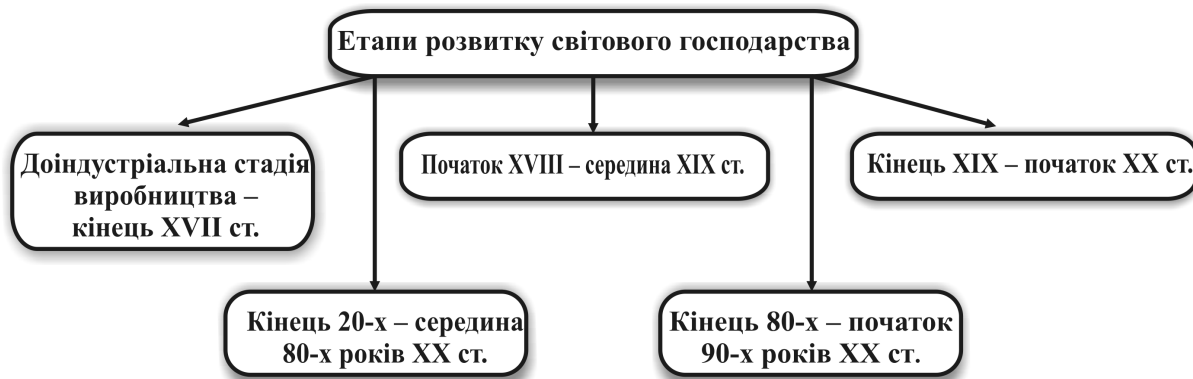 Етапи розвитку світового господарства
Доіндустріальна стадія
виробництва –
кінець XVII ст.
Початок XVIII – середина XIX ст.
Кінець XIX – початок XX ст.
Кінець 20-х – середина
80-х років XX ст.
Кінець 80-х – початок
90-х років XX ст.